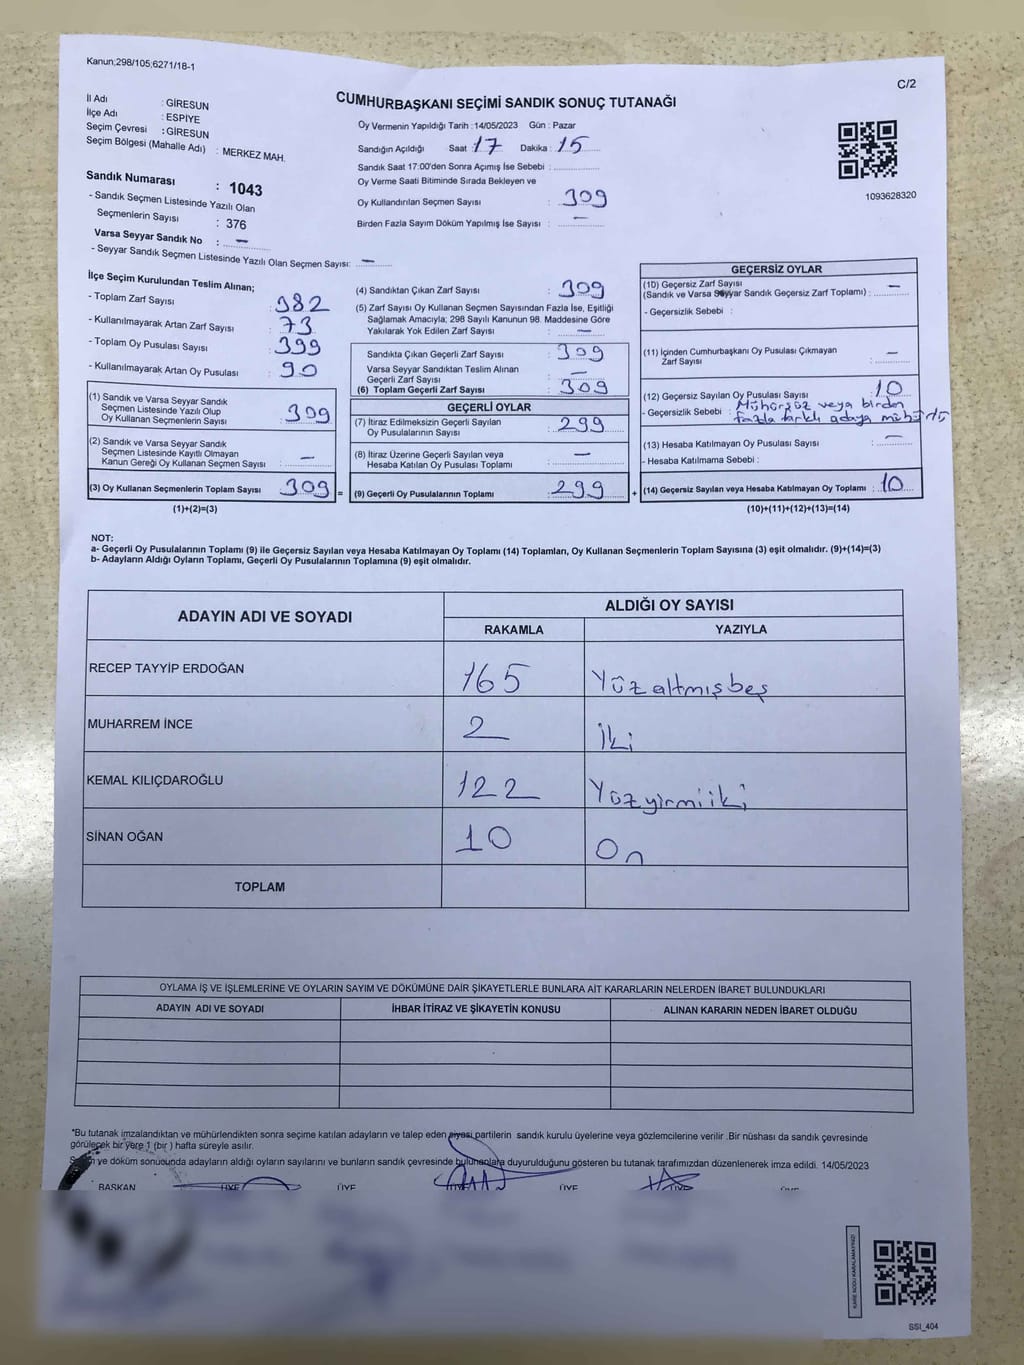 Kanun;298/105;6271/18-1
C/2
CUMHURBAŞKANI SEÇİMİ SANDIK SONUÇ TUTANAĞI
İl Adı : GİRESUN
İlçe Adı : ESPİYE
Seçim Çevresi : GİRESUN
Seçim Bölgesi (Mahalle Adı) : MERKEZ MAH.
Sandık Numarası : 1043
- Sandık Seçmen Listesinde Yazılı Olan
Seçmenlerin Sayısı : 376
Varsa Seyyar Sandık No : —
- Seyyar Sandık Seçmen Listesinde Yazılı Olan Seçmen Sayısı: —
Oy Vermenin Yapıldığı Tarih : 14/05/2023 Gün : Pazar
Sandığın Açıldığı Saat : 17 Dakika : 15
Sandık Saat 17:00'den Sonra Açımış İse Sebebi :
Oy Verme Saati Bitiminde Sırada Bekleyen ve
Oy Kullandırılan Seçmen Sayısı : 309
Birden Fazla Sayım Döküm Yapılmış İse Sayısı : —
1093628320
İlçe Seçim Kurulundan Teslim Alınan;
- Toplam Zarf Sayısı : 382
- Kullanılmayarak Artan Zarf Sayısı : 73
- Toplam Oy Pusulası Sayısı : 399
- Kullanılmayarak Artan Oy Pusulası : 90
(1) Sandık ve Varsa Seyyar Sandık
Seçmen Listesinde Yazılı Olup
Oy Kullanan Seçmenlerin Sayısı : 309
(2) Sandık ve Varsa Seyyar Sandık
Seçmen Listesinde Kayıtlı Olmayan
Kanun Gereği Oy Kullanan Seçmen Sayısı : —
(3) Oy Kullanan Seçmenlerin Toplam Sayısı : 309
(1)+(2)=(3)
(4) Sandıktan Çıkan Zarf Sayısı : 309
(5) Zarf Sayısı Oy Kullanan Seçmen Sayısından Fazla İse, Eşitliği
Sağlamak Amacıyla; 298 Sayılı Kanunun 98. Maddesine Göre
Yakılarak Yok Edilen Zarf Sayısı : —
Sandıkta Çıkan Geçerli Zarf Sayısı : 309
Varsa Seyyar Sandıktan Teslim Alınan
Geçerli Zarf Sayısı : —
(6) Toplam Geçerli Zarf Sayısı : 309
GEÇERLİ OYLAR
(7) İtiraz Edilmeksizin Geçerli Sayılan
Oy Pusulalarının Sayısı : 299
(8) İtiraz Üzerine Geçerli Sayılan veya
Hesaba Katılan Oy Pusulası Toplamı : —
= (9) Geçerli Oy Pusulalarının Toplamı : 299
GEÇERSİZ OYLAR
(10) Geçersiz Zarf Sayısı
(Sandık ve Varsa Seyyar Sandık Geçersiz Zarf Toplamı) : —
- Geçersizlik Sebebi :
(11) İçinden Cumhurbaşkanı Oy Pusulası Çıkmayan
Zarf Sayısı : —
(12) Geçersiz Sayılan Oy Pusulası Sayısı : 10
- Geçersizlik Sebebi : Mühürsüz veya birden
fazla farklı adaya mühür
(13) Hesaba Katılmayan Oy Pusulası Sayısı : —
- Hesaba Katılmama Sebebi :
+ (14) Geçersiz Sayılan veya Hesaba Katılmayan Oy Toplamı : 10
(10)+(11)+(12)+(13)=(14)
NOT:
a- Geçerli Oy Pusulalarının Toplamı (9) ile Geçersiz Sayılan veya Hesaba Katılmayan Oy Toplamı (14) Toplamları, Oy Kullanan Seçmenlerin Toplam Sayısına (3) eşit olmalıdır. (9)+(14)=(3)
b- Adayların Aldığı Oyların Toplamı, Geçerli Oy Pusulalarının Toplamına (9) eşit olmalıdır.
ADAYIN ADI VE SOYADI
ALDIĞI OY SAYISI
RAKAMLA YAZIYLA
RECEP TAYYİP ERDOĞAN 165 Yüzaltmışbeş
MUHARREM İNCE 2 İki
KEMAL KILIÇDAROĞLU 122 Yüzyirmiiki
SİNAN OĞAN 10 On
TOPLAM
OYLAMA İŞ VE İŞLEMLERİNE VE OYLARIN SAYIM VE DÖKÜMÜNE DAİR ŞİKAYETLERLE BUNLARA AİT KARARLARIN NELERDEN İBARET BULUNDUKLARI
ADAYIN ADI VE SOYADI İHBAR İTİRAZ VE ŞİKAYETİN KONUSU ALINAN KARARIN NEDEN İBARET OLDUĞU
*Bu tutanak imzalandıktan ve mühürlendikten sonra seçime katılan adayların ve talep eden siyasi partilerin sandık kurulu üyelerine veya gözlemcilerine verilir .Bir nüshası da sandık çevresinde
görülecek bir yere 1 (bir ) hafta süreyle asılır.
ve döküm sonucunda adayların aldığı oyların sayılarını ve bunların sandık çevresinde bulunanlara duyurulduğunu gösteren bu tutanak tarafımızdan düzenlenerek imza edildi. 14/05/2023
BAŞKAN ÜYE ÜYE ÜYE ÜYE ÜYE
SSI_404